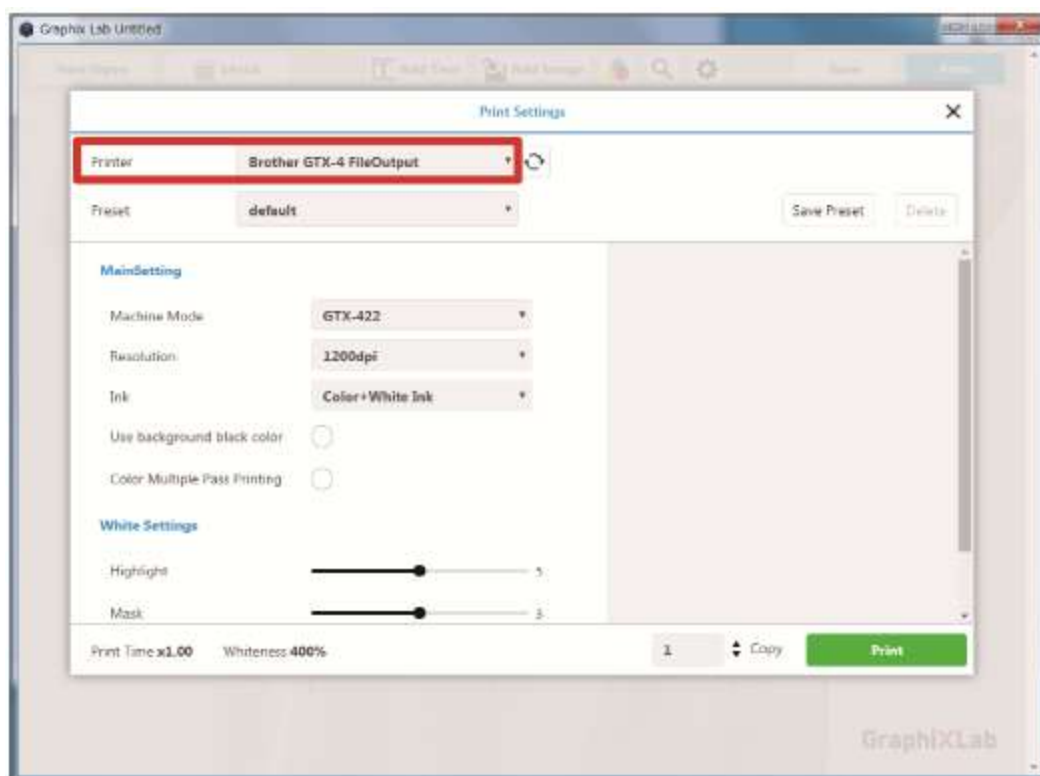 Graphix Lab Untitled
Print Settings
Printer Brother GTX-4 FileOutput
Preset default Save Preset Delete
MainSetting
Machine Mode GTX-422
Resolution 1200dpi
Ink Color+White Ink
Use background black color
Color Multiple Pass Printing
White Settings
Highlight 5
Mask 3
Print Time x1.00 Whiteness 400% 1 Copy Print
GraphiXLab